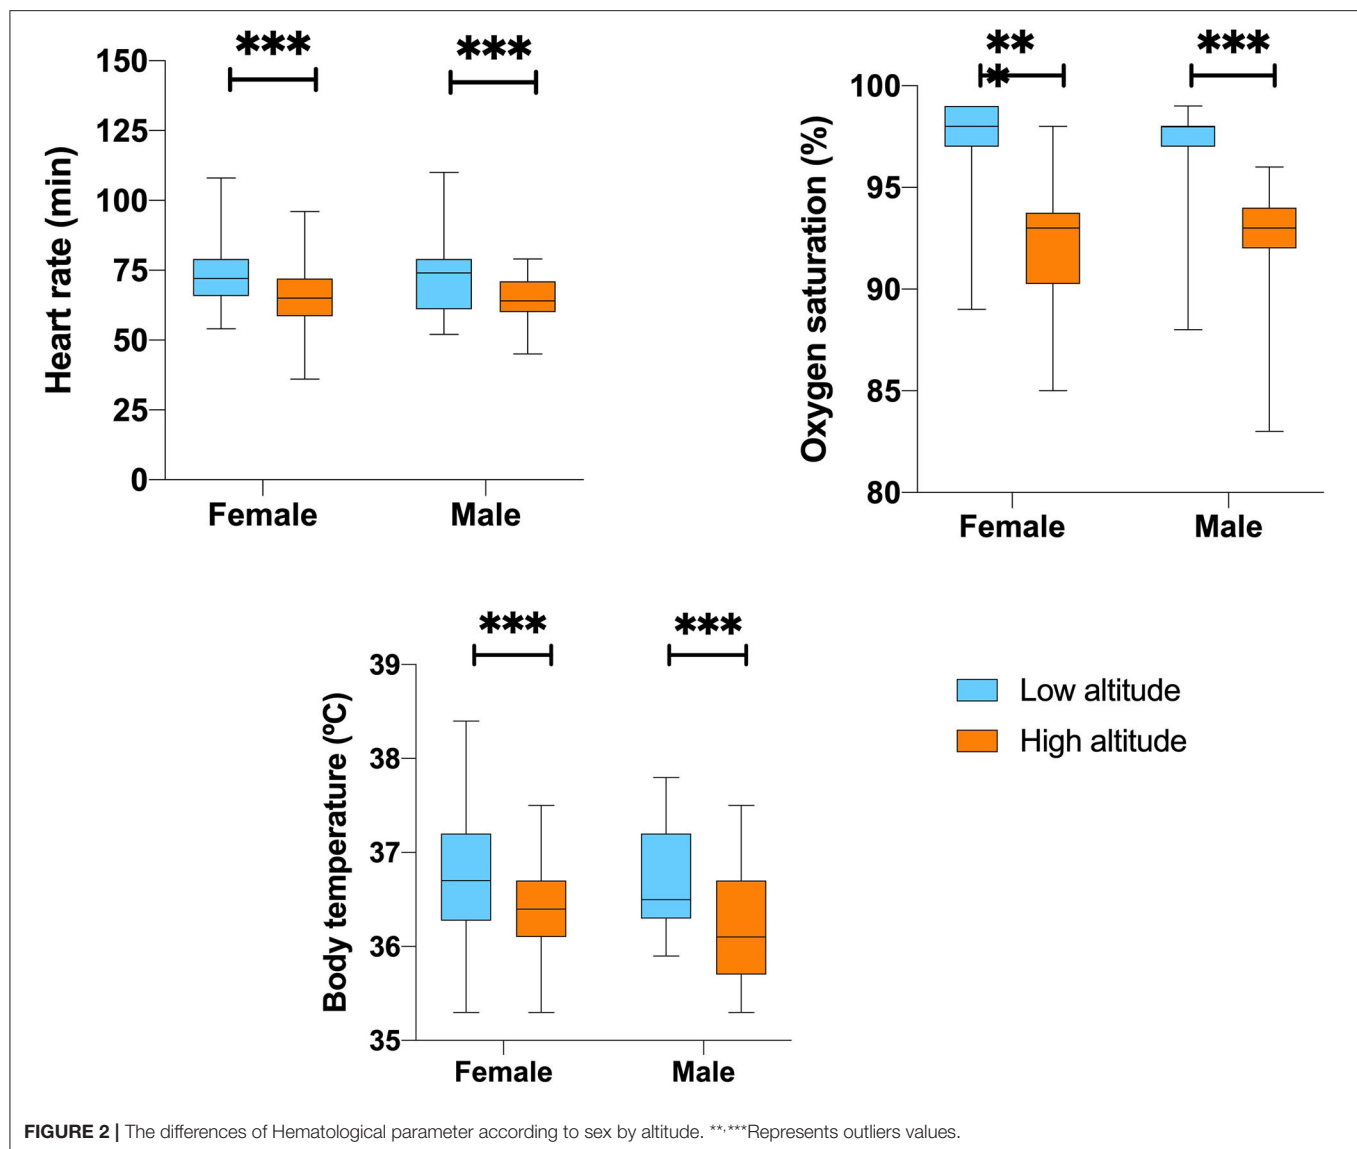 ***
***
150
125
100
75
50
25
0
Heart rate (min)
Female
Male
**
*
***
100
95
90
85
80
Oxygen saturation (%)
Female
Male
***
***
39
38
37
36
35
Body temperature (ºC)
Female
Male
Low altitude
High altitude
FIGURE 2 | The differences of Hematological parameter according to sex by altitude. **,***Represents outliers values.